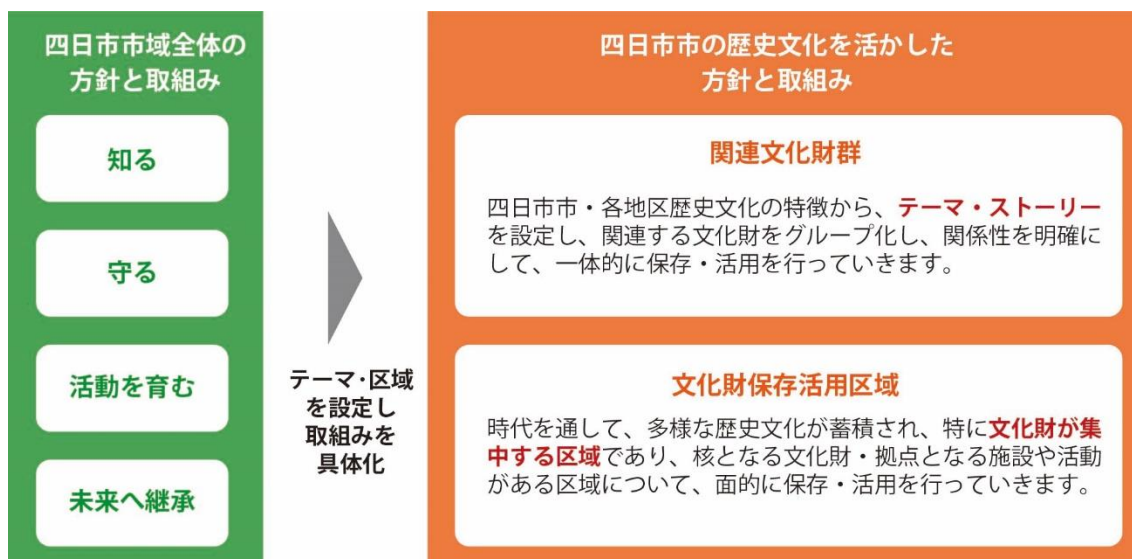 四日市市域全体の
方針と取組み
知る
守る
活動を育む
未来へ継承
テーマ・区域
を設定し
取組みを
具体化
四日市市の歴史文化を活かした
方針と取組み
関連文化財群
四日市市・各地区歴史文化の特徴から、テーマ・ストーリー
を設定し、関連する文化財をグループ化し、関係性を明確に
して、一体的に保存・活用を行っていきます。
文化財保存活用区域
時代を通して、多様な歴史文化が蓄積され、特に文化財が集
中する区域であり、核となる文化財・拠点となる施設や活動
がある区域について、面的に保存・活用を行っていきます。